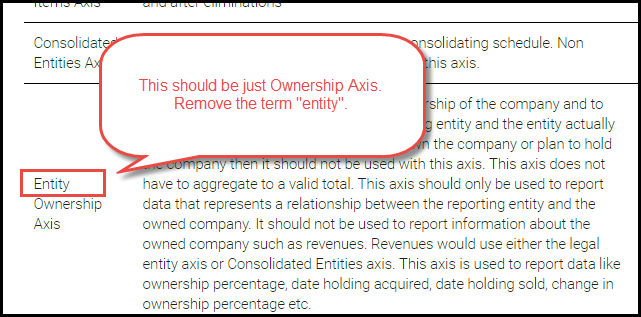 Items Axis
and after eliminations
Consolidated
Entities Ax
nsolidating schedule. Non
this axis.
This should be just Ownership Axis.
Remove the term "entity".
Entity
Ownership
Axis
rship of the company and to
g entity and the entity actually
wn the company or plan to hold
the company then it should not be used with this axis. This axis does not
have to aggregate to a valid total. This axis should only be used to report
data that represents a relationship between the reporting entity and the
owned company. It should not be used to report information about the
owned company such as revenues. Revenues would use either the legal
entity axis or Consolidated Entities axis. This axis is used to report data like
ownership percentage, date holding acquired, date holding sold, change in
ownership percentage etc.